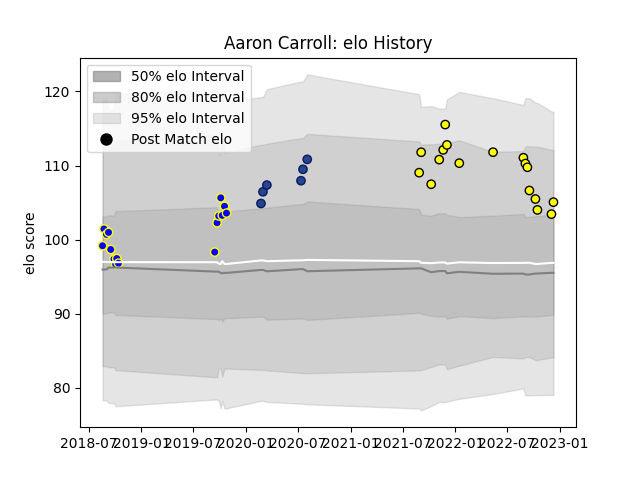 Aaron Carroll: elo History
50% elo Interval
80% elo Interval
95% elo Interval
Post Match elo
elo score
120
110
100
90
80
2018-07 2019-01 2019-07 2020-01 2020-07 2021-01 2021-07 2022-01 2022-07 2023-01